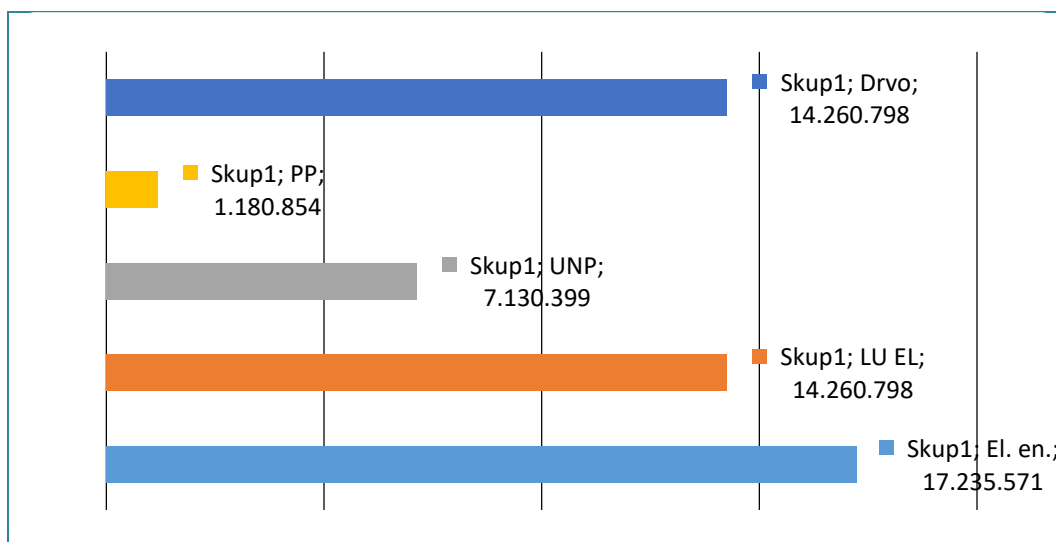 Skup1; Drvo;
14.260.798
Skup1; PP;
1.180.854
Skup1; UNP;
7.130.399
Skup1; LU EL;
14.260.798
Skup1; El. en.;
17.235.571